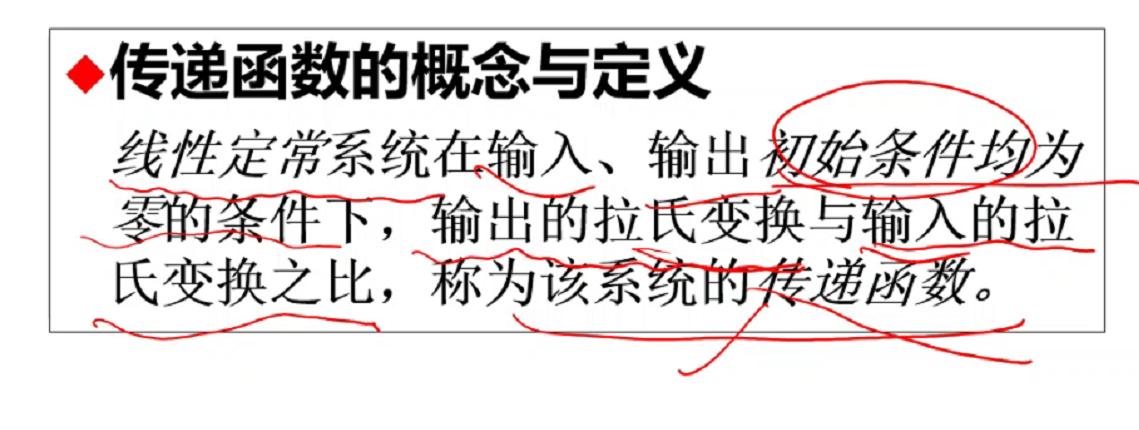 ◆传递函数的概念与定义
线性定常系统在输入、输出初始条件均为
零的条件下，输出的拉氏变换与输入的拉
氏变换之比，称为该系统的传递函数。